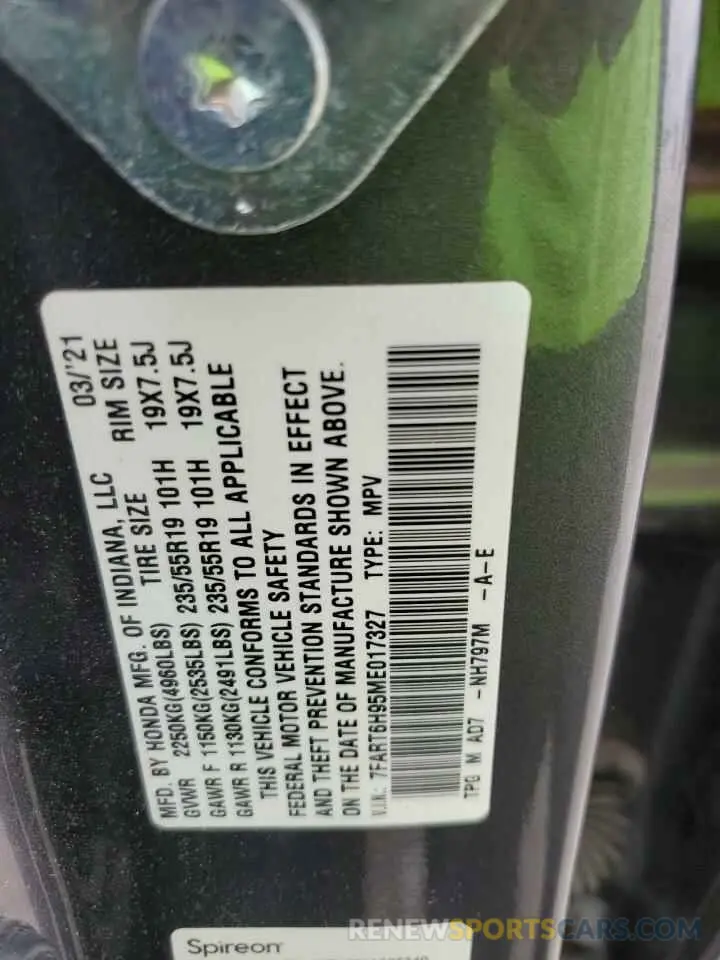 MFD. BY HONDA MFG. OF INDIANA, LLC 03/'21
TIRE SIZE RIM SIZE
GVWR 2250KG(4960LBS)
GAWR F 1150KG(2535LBS) 235/55R19 101H 19X7.5J
GAWR R 1130KG(2491LBS) 235/55R19 101H 19X7.5J
THIS VEHICLE CONFORMS TO ALL APPLICABLE
FEDERAL MOTOR VEHICLE SAFETY
AND THEFT PREVENTION STANDARDS IN EFFECT
ON THE DATE OF MANUFACTURE SHOWN ABOVE.
V.I.N.: 7FART6H95ME017327 TYPE: MPV
TPG M AD7 -NH797M -A-E
Spireon
RENEWSPORTSCARS.COM